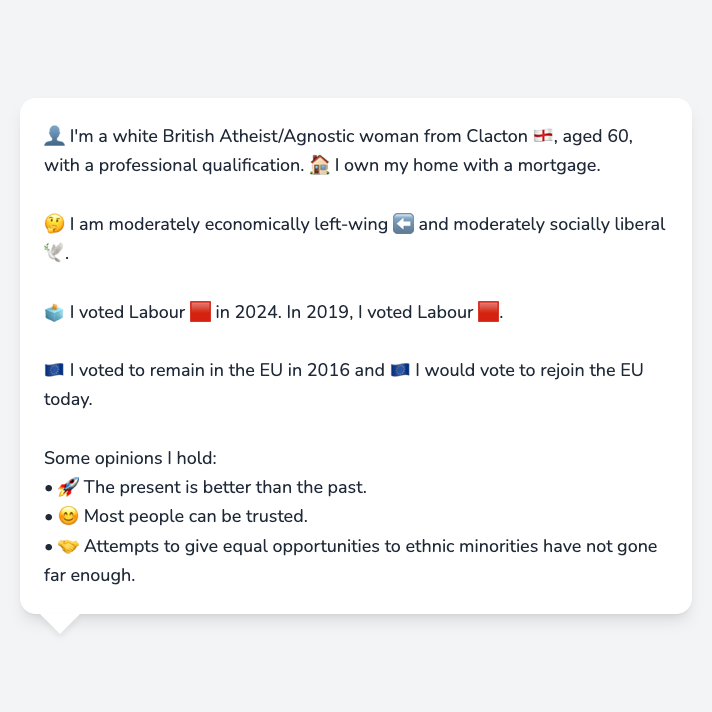 👤 I'm a white British Atheist/Agnostic woman from Clacton 🏴󠁧󠁢󠁥󠁮󠁧󠁿, aged 60,
with a professional qualification. 🏠 I own my home with a mortgage.
🤔 I am moderately economically left-wing ⬅️ and moderately socially liberal
🕊️.
🗳️ I voted Labour 🟥 in 2024. In 2019, I voted Labour 🟥.
🇪🇺 I voted to remain in the EU in 2016 and 🇪🇺 I would vote to rejoin the EU
today.
Some opinions I hold:
• 🚀 The present is better than the past.
• 😊 Most people can be trusted.
• 🤝 Attempts to give equal opportunities to ethnic minorities have not gone
far enough.